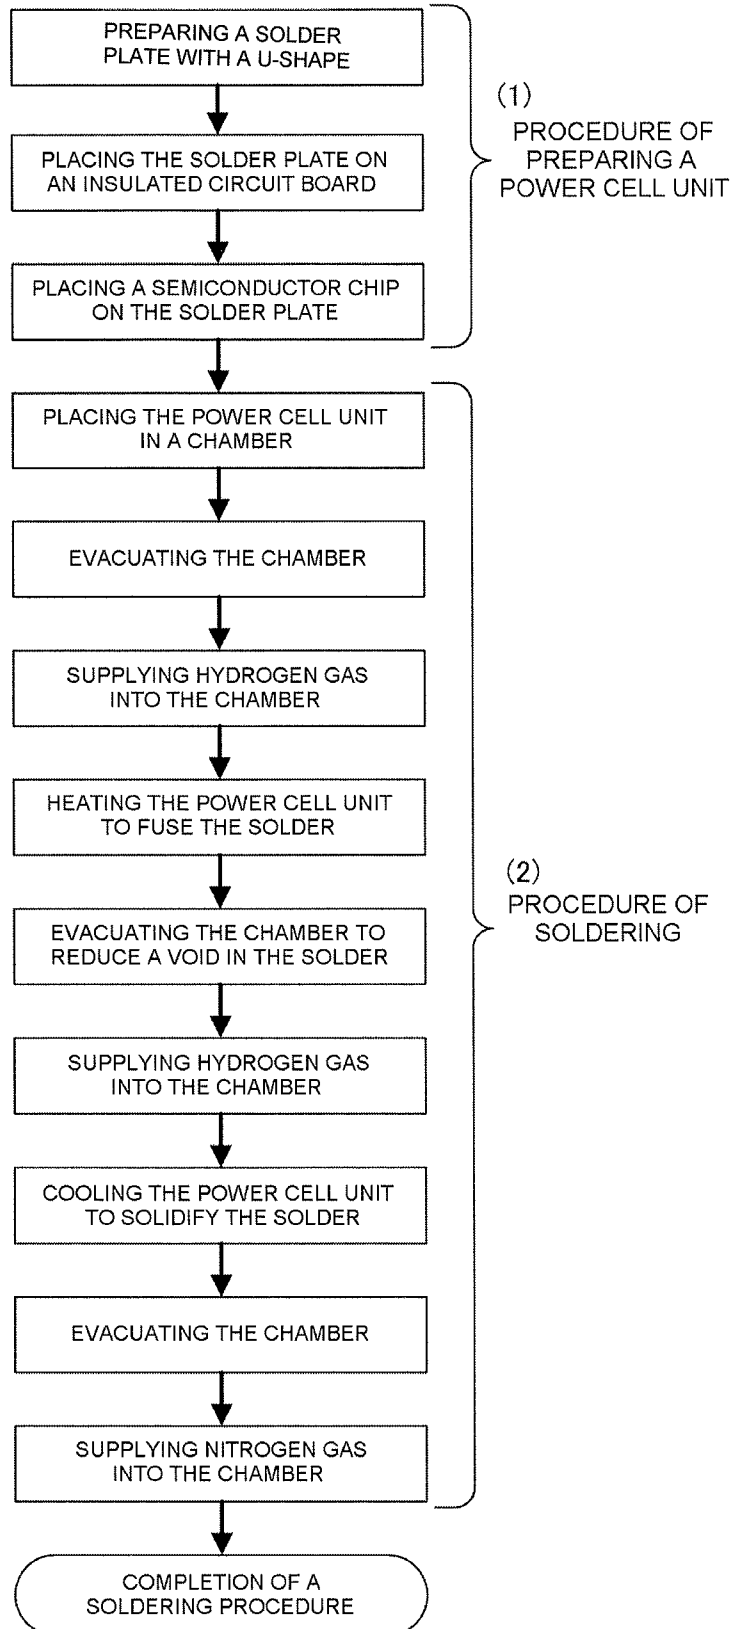 PREPARING A SOLDER
PLATE WITH A U-SHAPE
PLACING THE SOLDER PLATE ON
AN INSULATED CIRCUIT BOARD
PLACING A SEMICONDUCTOR CHIP
ON THE SOLDER PLATE
(1)
PROCEDURE OF
PREPARING A
POWER CELL UNIT
PLACING THE POWER CELL UNIT
IN A CHAMBER
EVACUATING THE CHAMBER
SUPPLYING HYDROGEN GAS
INTO THE CHAMBER
HEATING THE POWER CELL UNIT
TO FUSE THE SOLDER
EVACUATING THE CHAMBER TO
REDUCE A VOID IN THE SOLDER
SUPPLYING HYDROGEN GAS
INTO THE CHAMBER
COOLING THE POWER CELL UNIT
TO SOLIDIFY THE SOLDER
EVACUATING THE CHAMBER
SUPPLYING NITROGEN GAS
INTO THE CHAMBER
(2)
PROCEDURE OF
SOLDERING
COMPLETION OF A
SOLDERING PROCEDURE